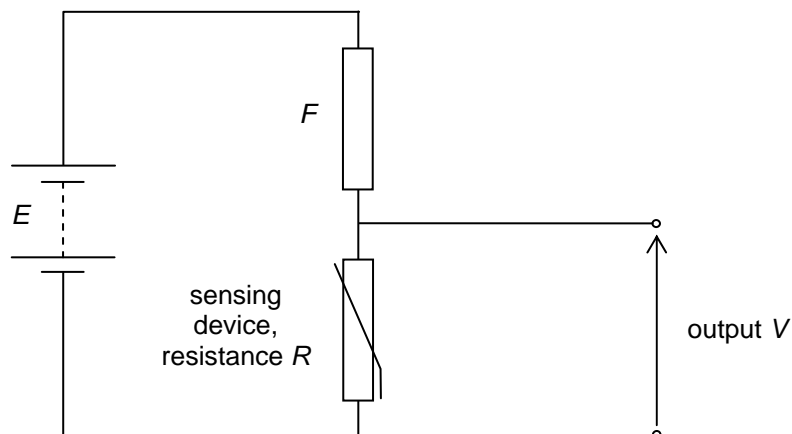 F
E
sensing
device,
resistance R
output V